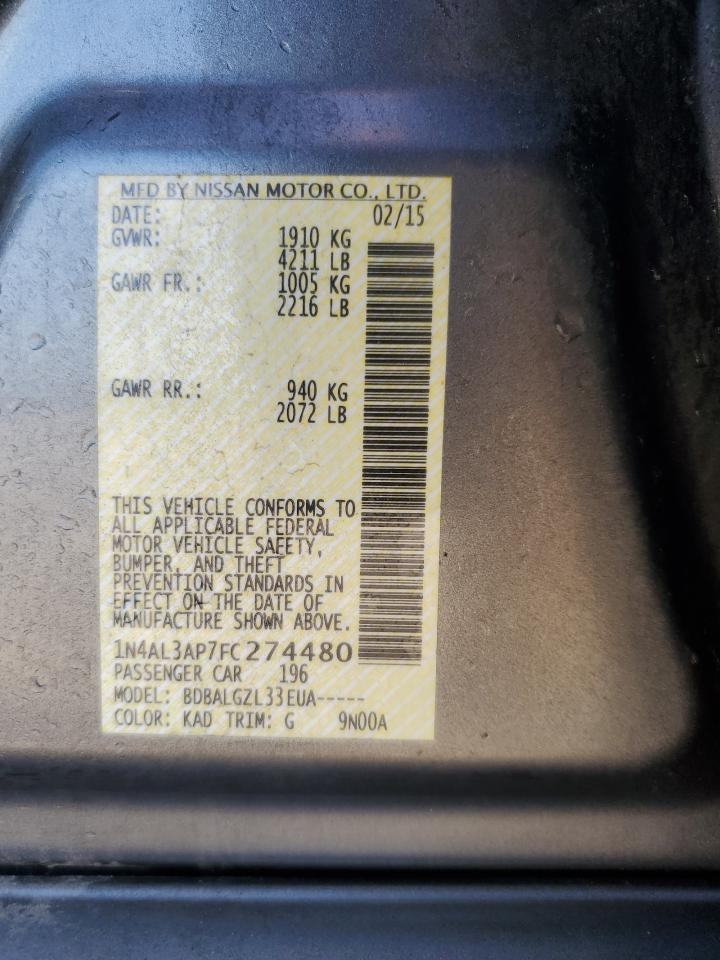 MFD BY NISSAN MOTOR CO., LTD.
DATE: 02/15
GVWR: 1910 KG
4211 LB
GAWR FR.: 1005 KG
2216 LB
GAWR RR.: 940 KG
2072 LB
THIS VEHICLE CONFORMS TO
ALL APPLICABLE FEDERAL
MOTOR VEHICLE SAFETY,
BUMPER, AND THEFT
PREVENTION STANDARDS IN
EFFECT ON THE DATE OF
MANUFACTURE SHOWN ABOVE.
1N4AL3AP7FC274480
PASSENGER CAR 196
MODEL: BDBALGZL33EUA-----
COLOR: KAD TRIM: G 9N00A